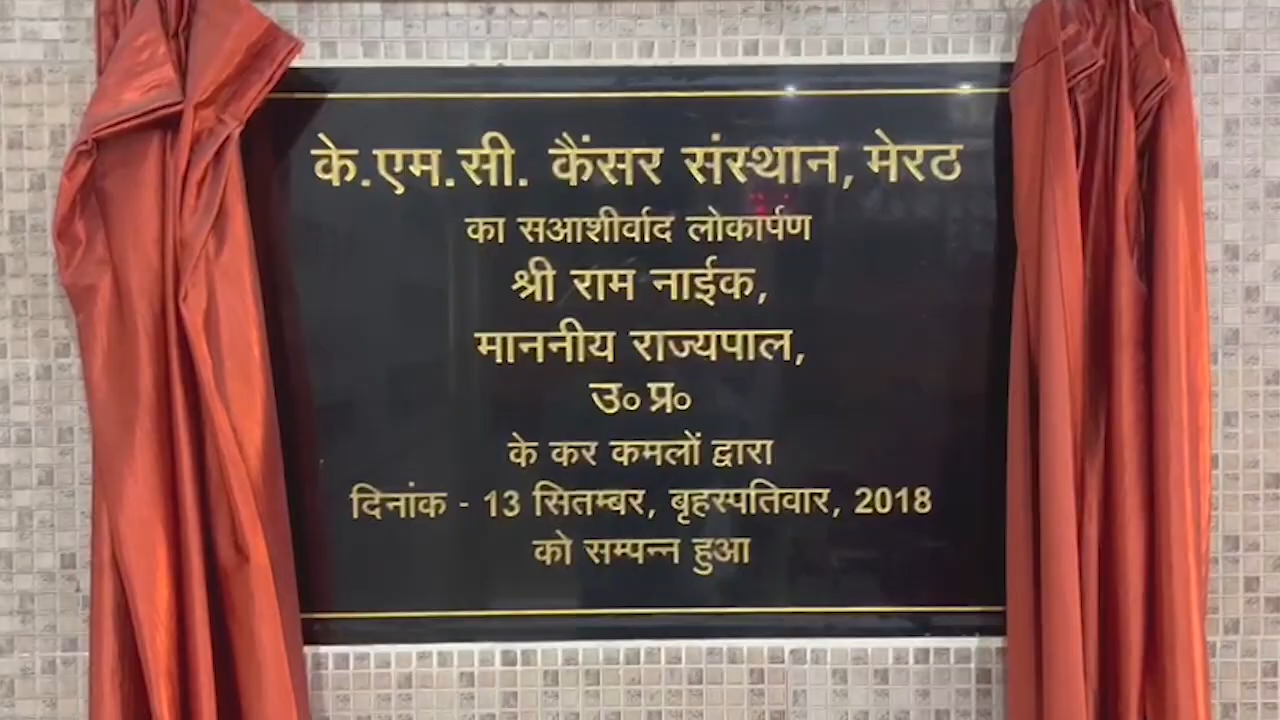 के.एम.सी. कैंसर संस्थान, मेरठ
का सआशीर्वाद लोकार्पण
श्री राम नाईक,
माननीय राज्यपाल,
उ० प्र०
के कर कमलों द्वारा
दिनांक - 13 सितम्बर, बृहस्पतिवार, 2018
को सम्पन्न हुआ